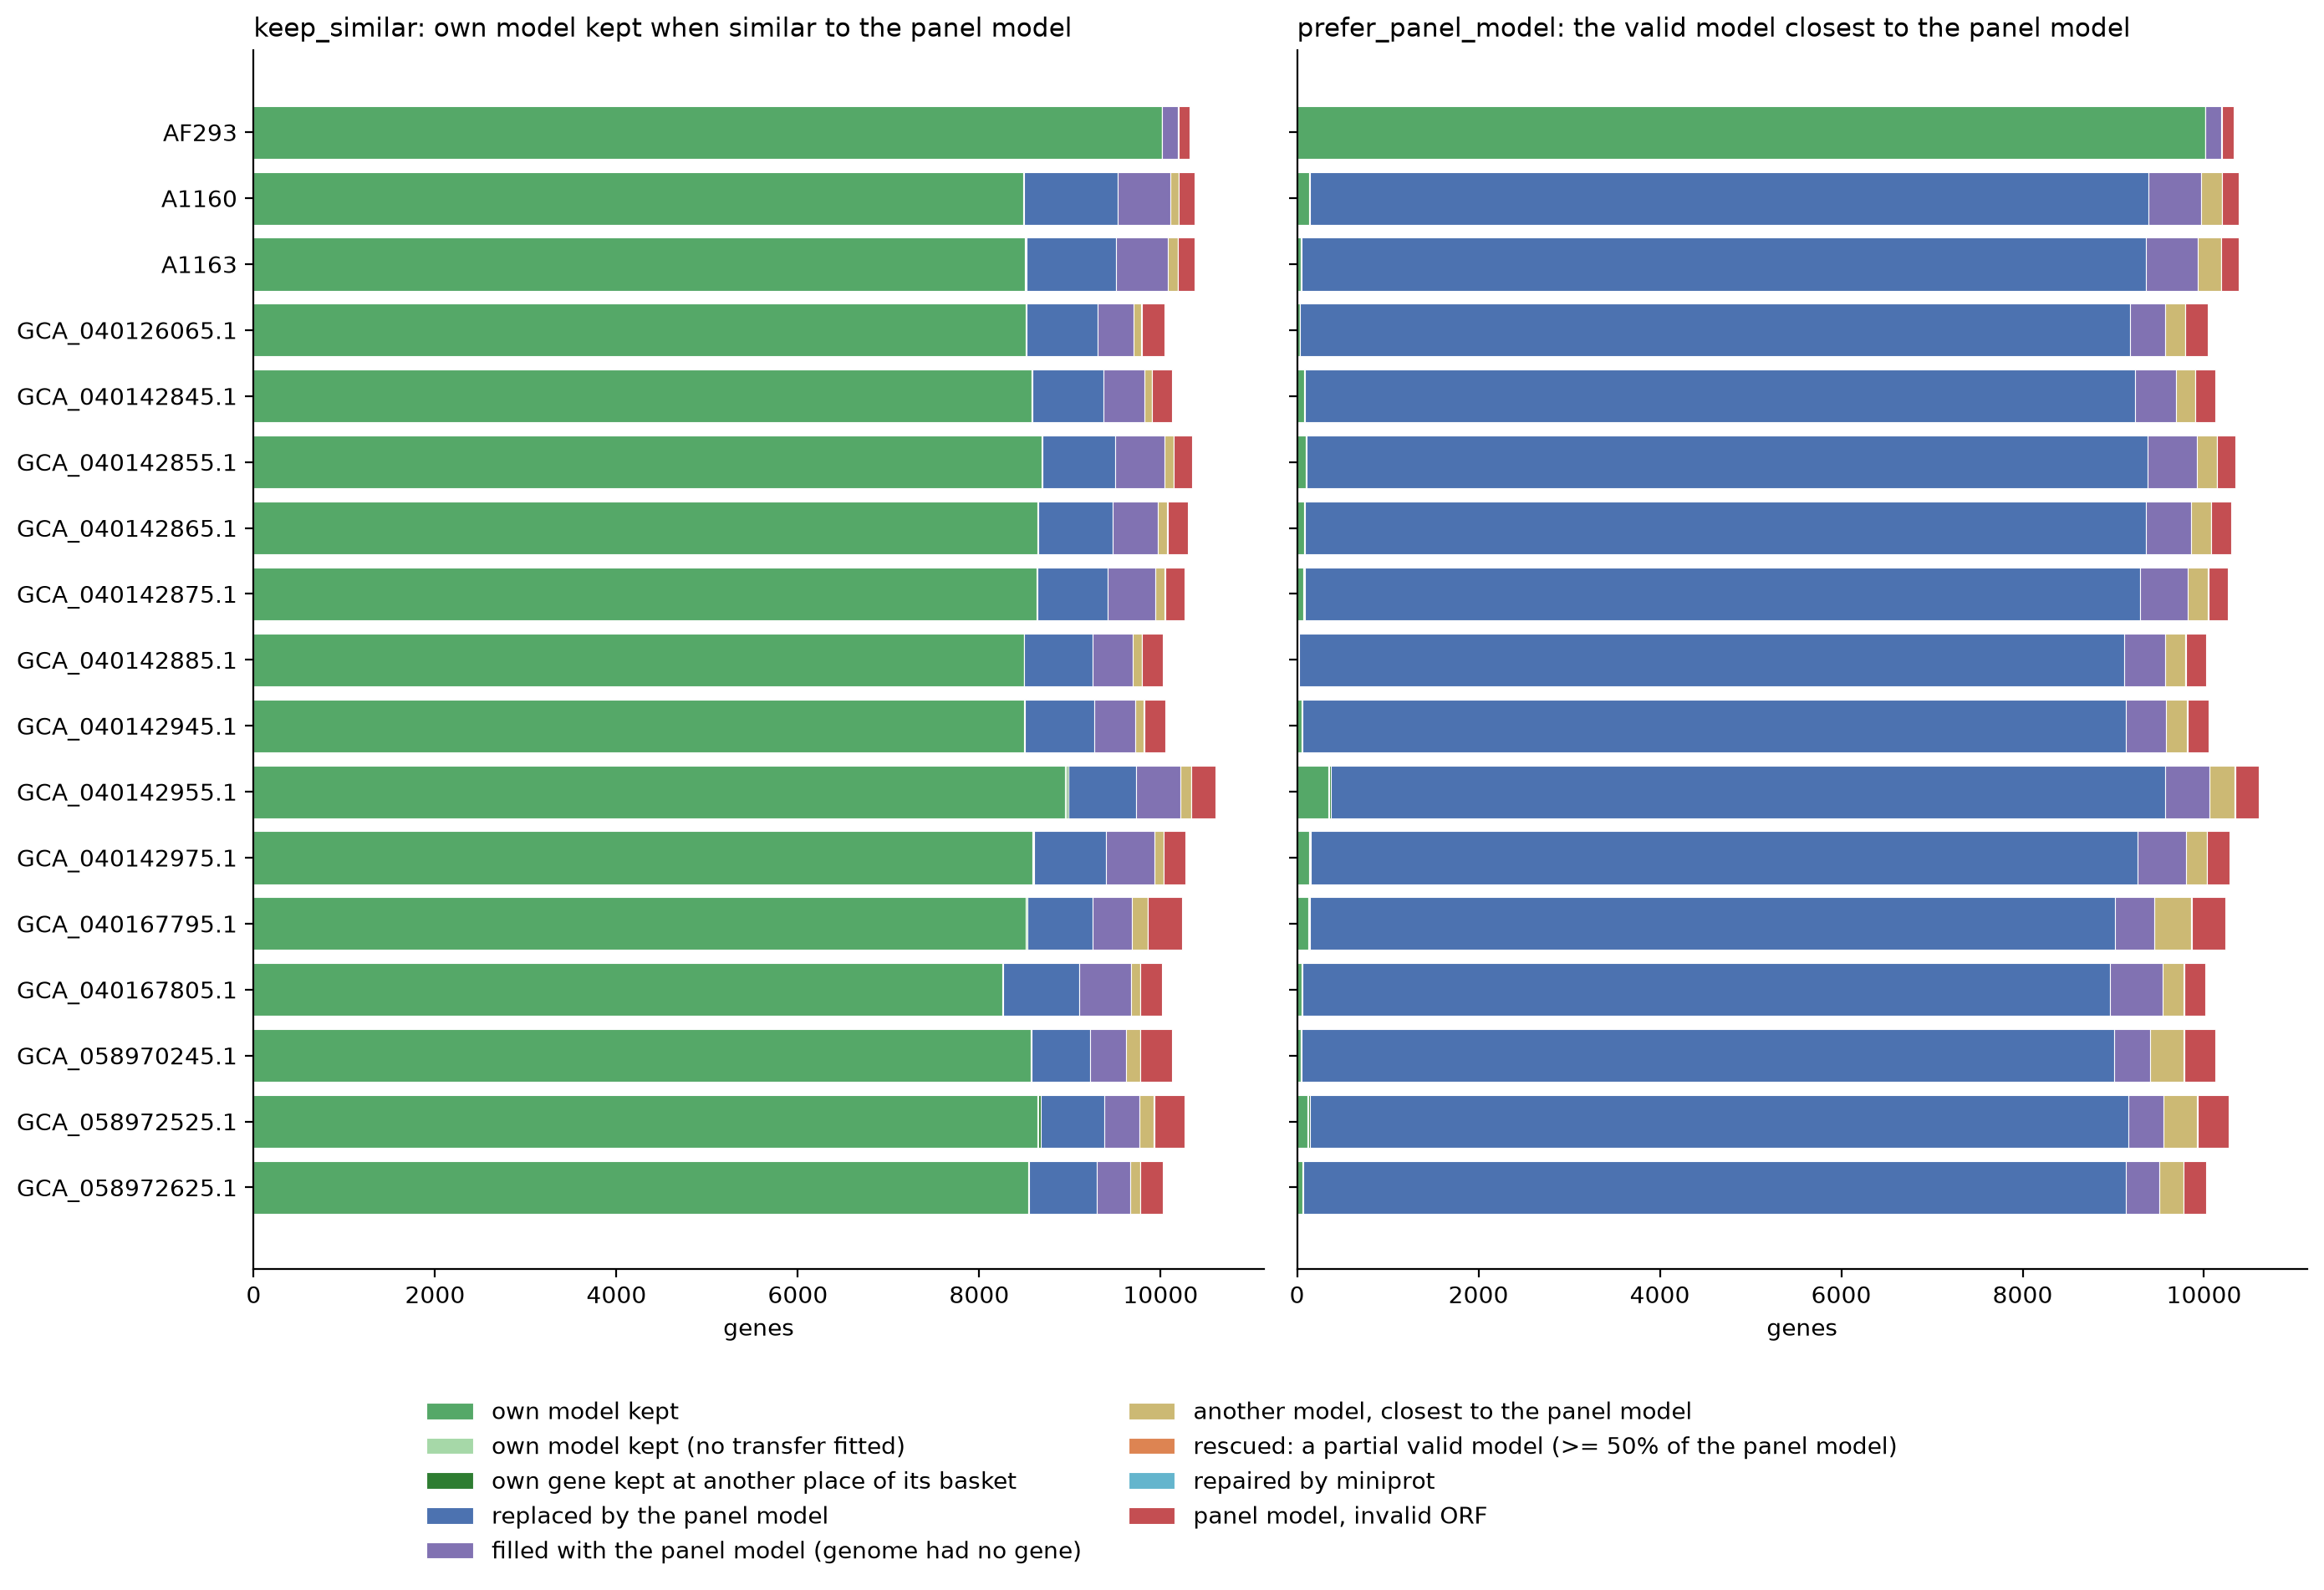 keep_similar: own model kept when similar to the panel model
prefer_panel_model: the valid model closest to the panel model
AF293
A1160
A1163
GCA_040126065.1
GCA_040142845.1
GCA_040142855.1
GCA_040142865.1
GCA_040142875.1
GCA_040142885.1
GCA_040142945.1
GCA_040142955.1
GCA_040142975.1
GCA_040167795.1
GCA_040167805.1
GCA_058970245.1
GCA_058972525.1
GCA_058972625.1
0 2000 4000 6000 8000 10000
genes
0 2000 4000 6000 8000 10000
genes
own model kept
own model kept (no transfer fitted)
own gene kept at another place of its basket
replaced by the panel model
filled with the panel model (genome had no gene)
another model, closest to the panel model
rescued: a partial valid model (>= 50% of the panel model)
repaired by miniprot
panel model, invalid ORF